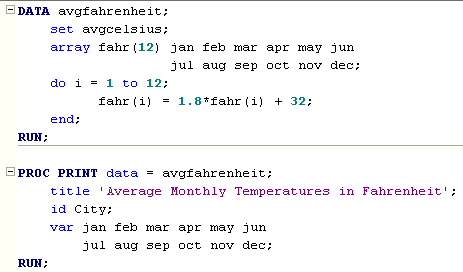 DATA avgfahrenheit;
    set avgcelsius;
    array fahr(12) jan feb mar apr may jun
                   jul aug sep oct nov dec;
    do i = 1 to 12;
          fahr(i) = 1.8*fahr(i) + 32;
    end;
RUN;
PROC PRINT data = avgfahrenheit;
    title 'Average Monthly Temperatures in Fahrenheit';
    id City;
    var jan feb mar apr may jun
        jul aug sep oct nov dec;
RUN;